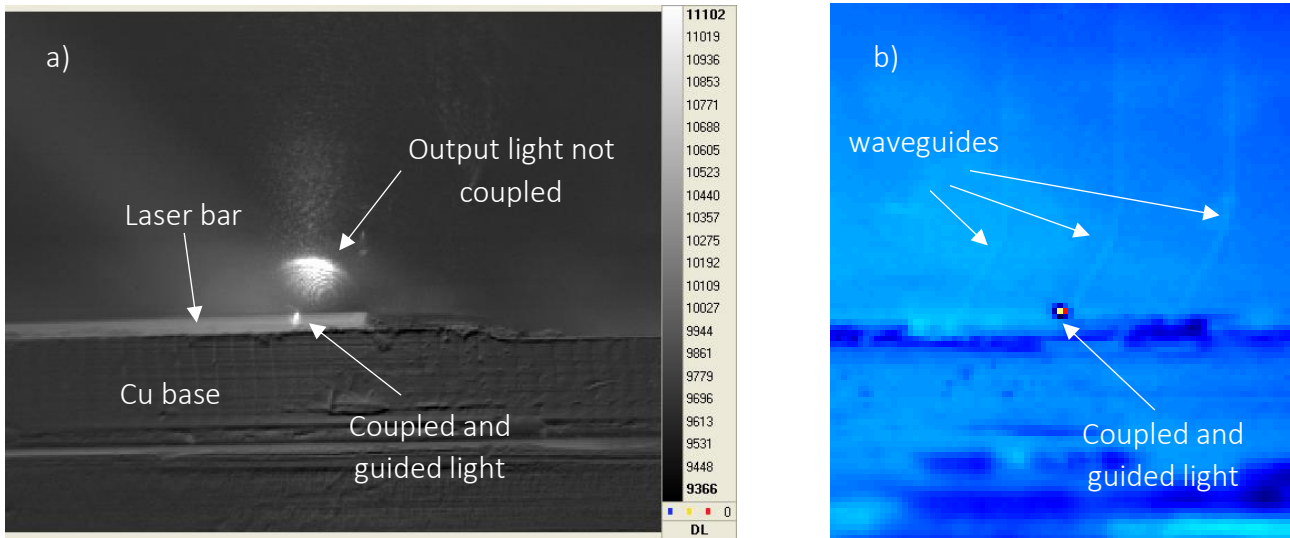 a)
Output light not
coupled
Laser bar
Cu base
Coupled and
guided light
11102
11019
10936
10853
10771
10688
10605
10523
10440
10357
10275
10192
10109
10027
9944
9861
9779
9696
9613
9531
9448
9366
0
DL
b)
waveguides
Coupled and
guided light